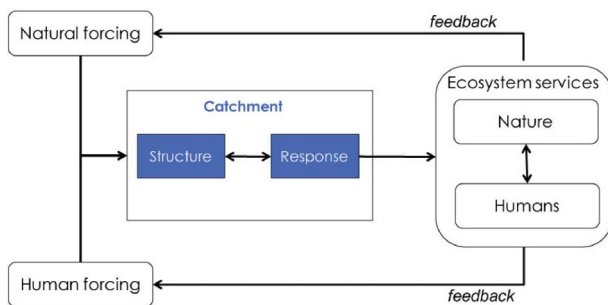 Natural forcing
feedback
Ecosystem services
Catchment
Nature
Structure
Response
Humans
Human forcing
feedback